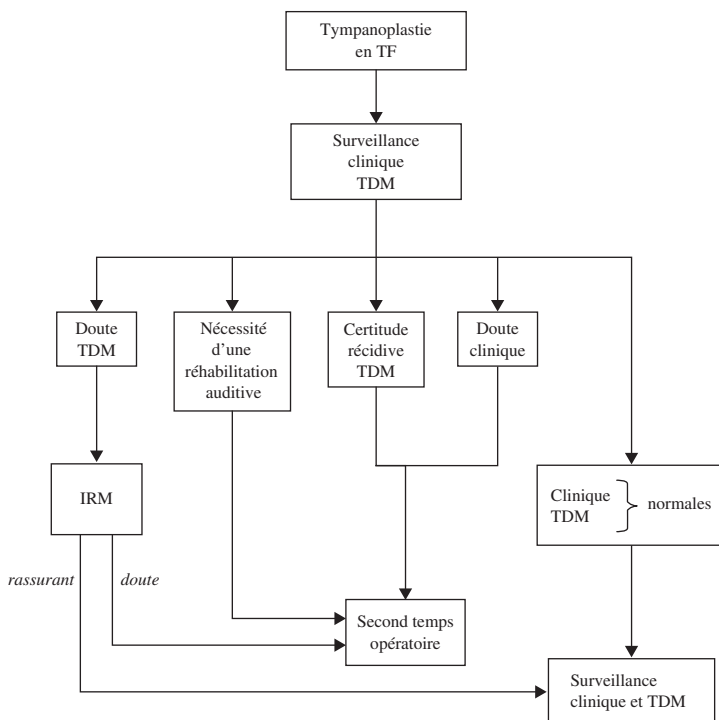 Tympanoplastie
en TF
Surveillance
clinique
TDM
Doute
TDM
Nécessité
d’une
réhabilitation
auditive
Certitude
récidive
TDM
Doute
clinique
IRM
Clinique
TDM
normales
rassurant
doute
Second temps
opératoire
Surveillance
clinique et TDM